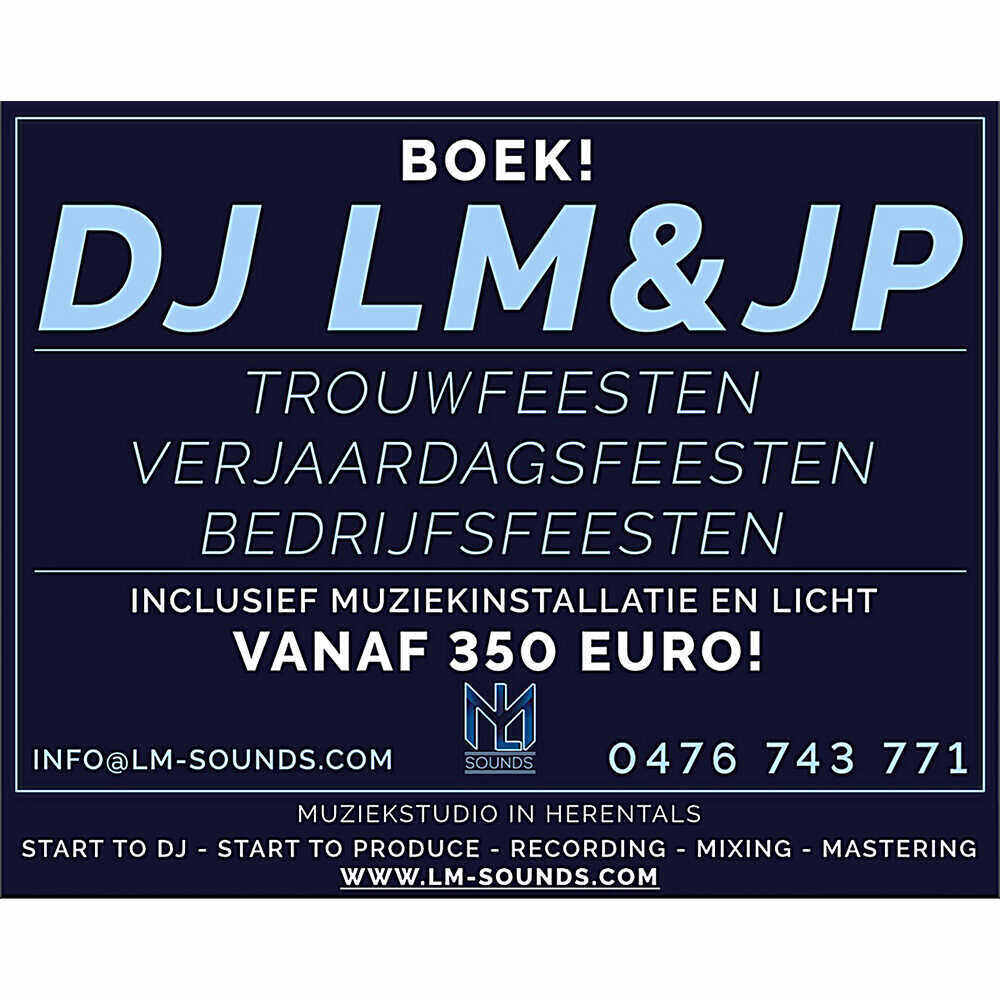 BOEK!
DJ LM&JP
TROUWFEESTEN
VERJAARDAGSFEESTEN
BEDRIJFSFEESTEN
INCLUSIEF MUZIEKINSTALLATIE EN LICHT
VANAF 350 EURO!
LM
SOUNDS
INFO@LM-SOUNDS.COM
0476 743 771
MUZIEKSTUDIO IN HERENTALS
START TO DJ - START TO PRODUCE - RECORDING - MIXING - MASTERING
WWW.LM-SOUNDS.COM